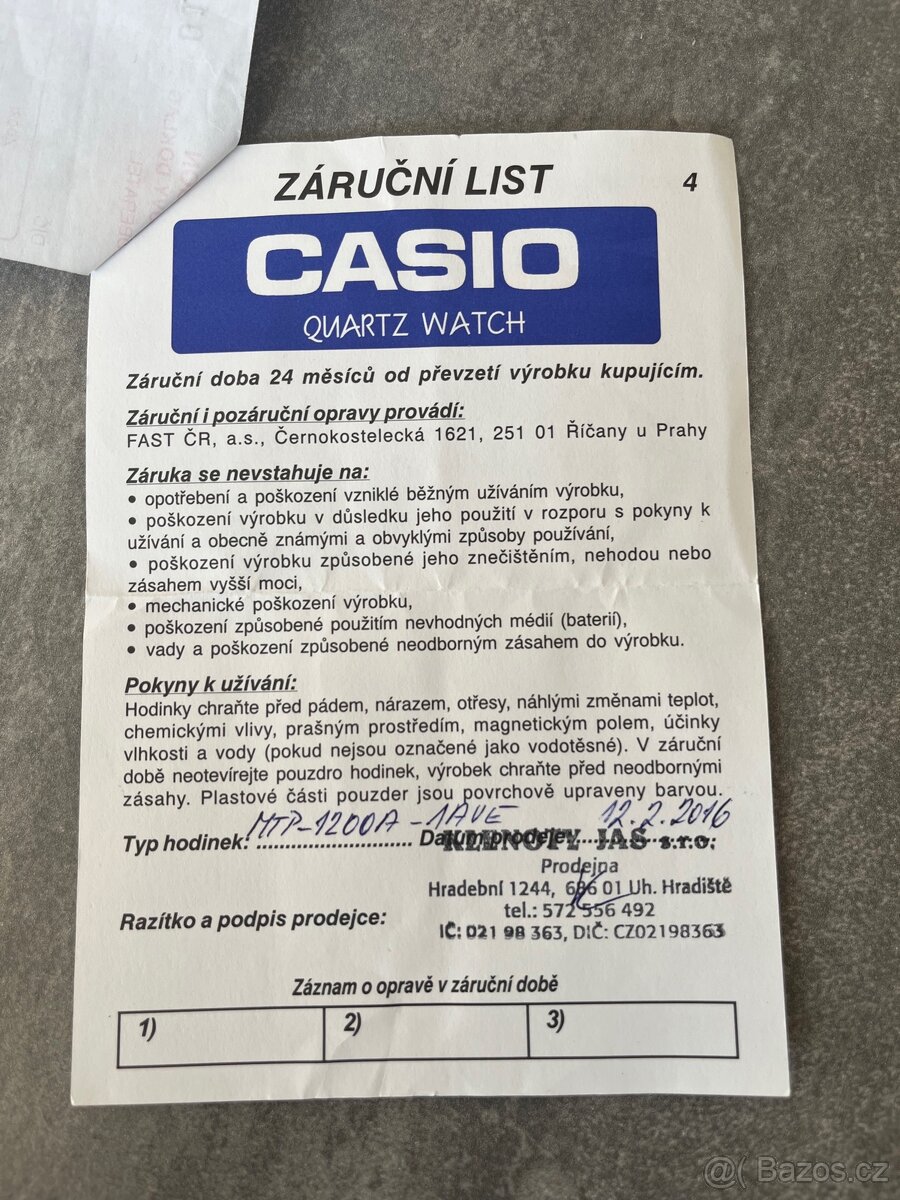 ZÁRUČNÍ LIST 4
CASIO
QUARTZ WATCH
Záruční doba 24 měsíců od převzetí výrobku kupujícím.
Záruční i pozáruční opravy provádí:
FAST ČR, a.s., Černokostelecká 1621, 251 01 Říčany u Prahy
Záruka se nevstahuje na:
• opotřebení a poškození vzniklé běžným užíváním výrobku,
• poškození výrobku v důsledku jeho použití v rozporu s pokyny k
užívání a obecně známými a obvyklými způsoby používání,
• poškození výrobku způsobené jeho znečištěním, nehodou nebo
zásahem vyšší moci,
• mechanické poškození výrobku,
• poškození způsobené použitím nevhodných médií (baterií),
• vady a poškození způsobené neodborným zásahem do výrobku.
Pokyny k užívání:
Hodinky chraňte před pádem, nárazem, otřesy, náhlými změnami teplot,
chemickými vlivy, prašným prostředím, magnetickým polem, účinky
vlhkosti a vody (pokud nejsou označené jako vodotěsné). V záruční
době neotevírejte pouzdro hodinek, výrobek chraňte před neodbornými
zásahy. Plastové části pouzder jsou povrchově upraveny barvou.
Typ hodinek: MTP-1200A-1AVE Datum prodeje: 12.2.2016
KLENOTY JAŠ s.r.o.
Prodejna
Hradební 1244, 686 01 Uh. Hradiště
tel.: 572 556 492
IČ: 021 98 363, DIČ: CZ02198363
Razítko a podpis prodejce:
Záznam o opravě v záruční době
1) 2) 3)
@( Bazos.cz